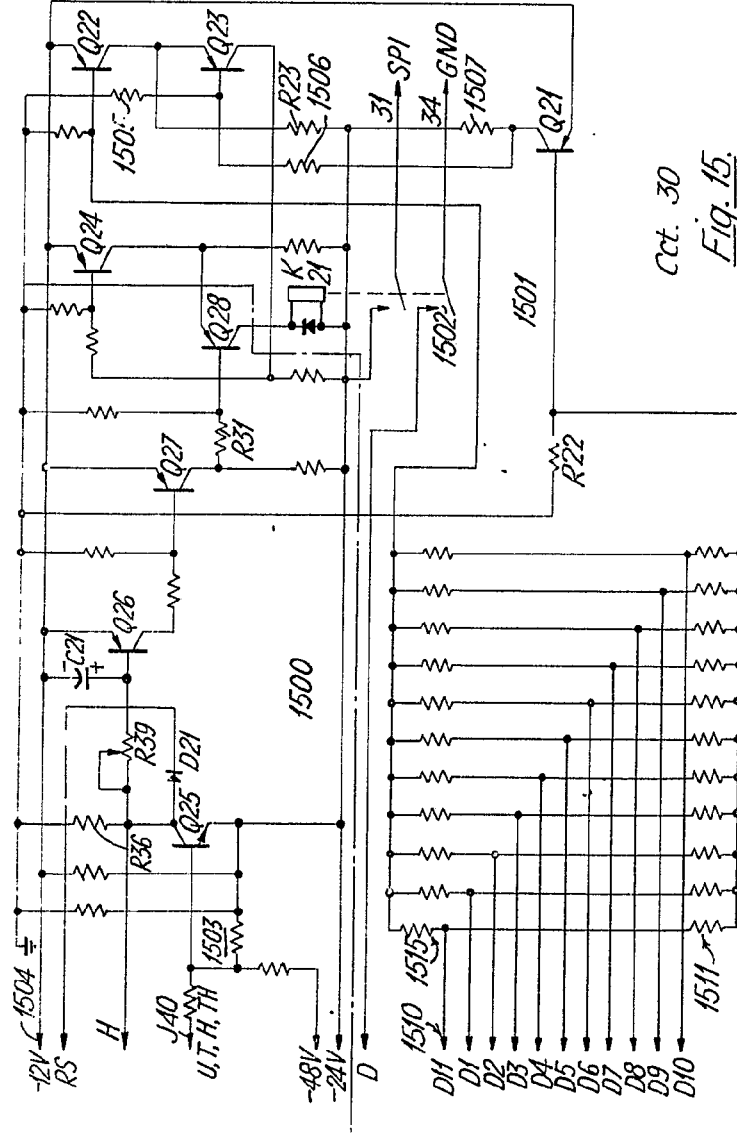 -12V
1504
RS
H
J40
U,T,H,TH
-48V
-24V
D
1503
R36
R39
C21
-
+
D21
Q25
Q26
Q27
R31
Q28
Q24
K
21
Q22
Q23
R23
1506
31
SPI
34
GND
1507
Q21
R22
1500
1501
1502
1510
1515
1511
D11
D1
D2
D3
D4
D5
D6
D7
D8
D9
D10
Cct. 30
Fig. 15.